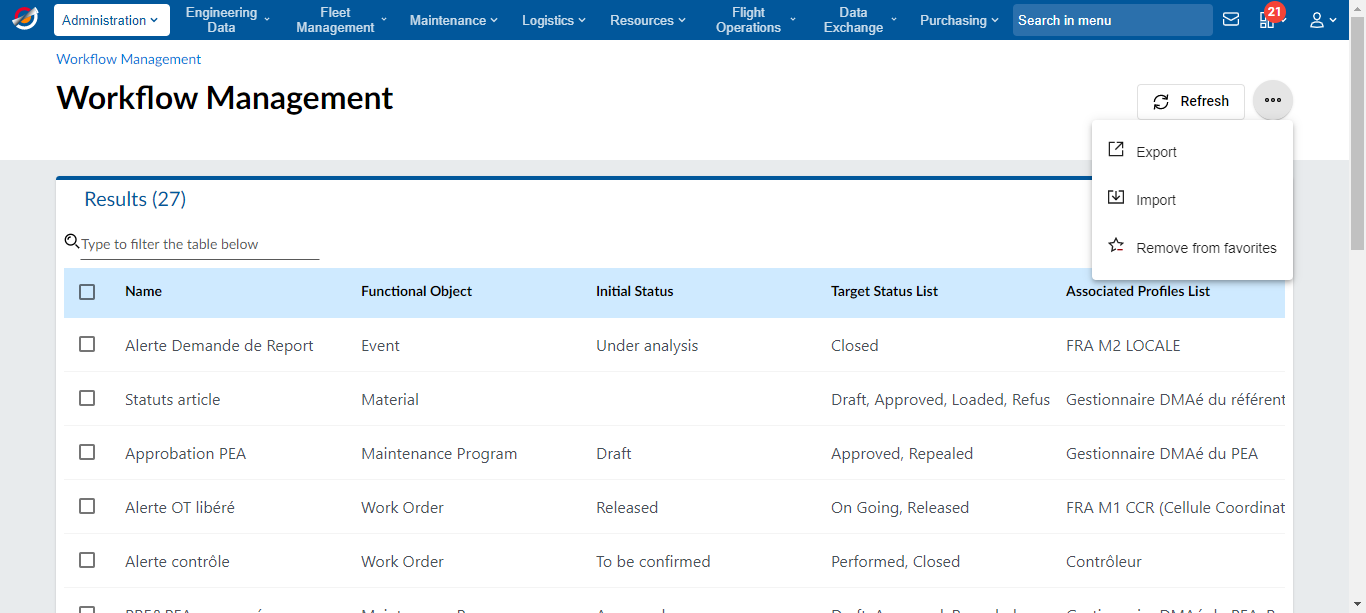 Administration
Engineering Data
Fleet Management
Maintenance
Logistics
Resources
Flight Operations
Data Exchange
Purchasing
Search in menu
21
Workflow Management
Workflow Management
Refresh
Export
Import
Remove from favorites
Results (27)
Type to filter the table below
Name Functional Object Initial Status Target Status List Associated Profiles List
Alerte Demande de Report Event Under analysis Closed FRA M2 LOCALE
Statuts article Material Draft, Approved, Loaded, Refus Gestionnaire DMAé du référent
Approbation PEA Maintenance Program Draft Approved, Repealed Gestionnaire DMAé du PEA
Alerte OT libéré Work Order Released On Going, Released FRA M1 CCR (Cellule Coordinat
Alerte contrôle Work Order To be confirmed Performed, Closed Contrôleur